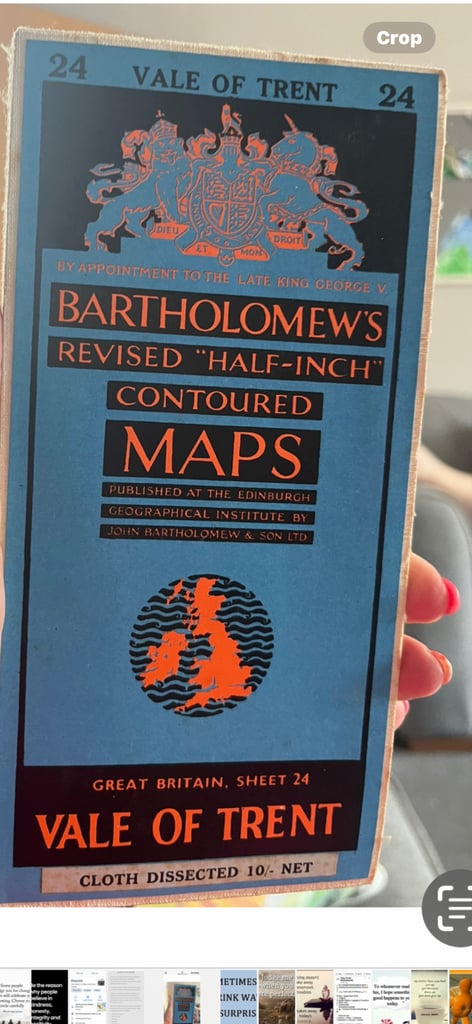 Crop
24 VALE OF TRENT 24
DIEU ET MON DROIT
BY APPOINTMENT TO THE LATE KING GEORGE V.
BARTHOLOMEW'S
REVISED "HALF-INCH"
CONTOURED
MAPS
PUBLISHED AT THE EDINBURGH
GEOGRAPHICAL INSTITUTE BY
JOHN BARTHOLOMEW & SON LTD
GREAT BRITAIN, SHEET 24
VALE OF TRENT
CLOTH DISSECTED 10/- NET